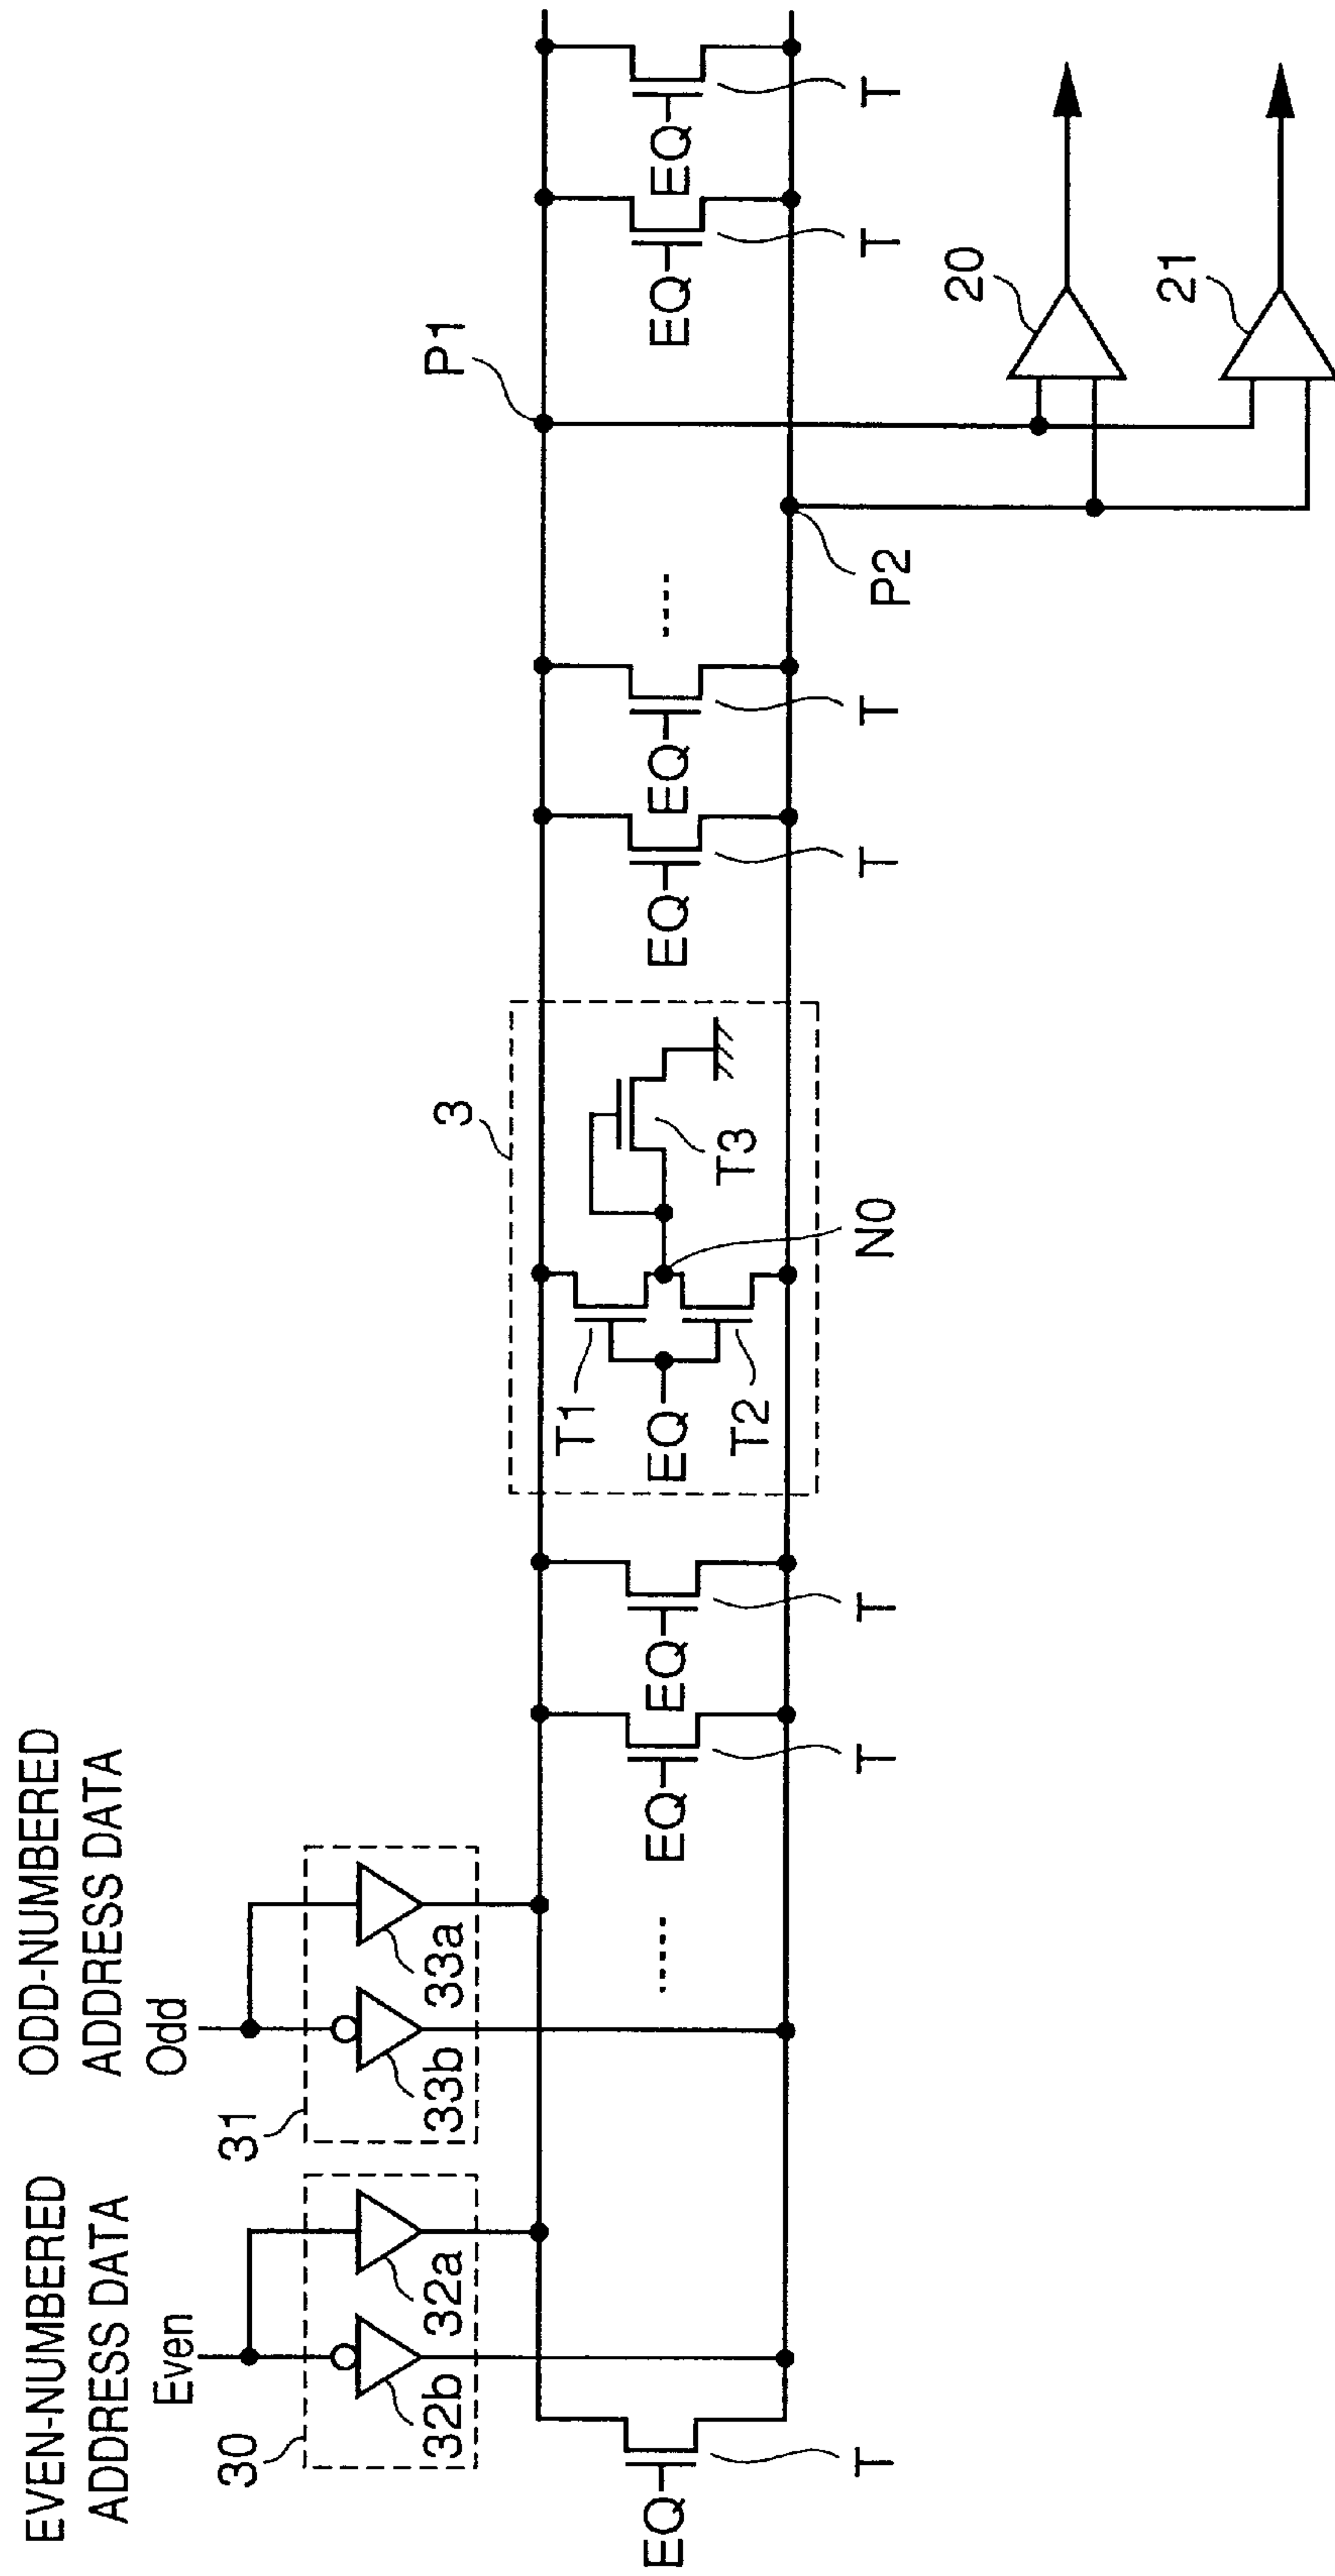 EVEN-NUMBERED
ADDRESS DATA
Even
ODD-NUMBERED
ADDRESS DATA
Odd
30
32b
32a
31
33b
33a
EQ
T
EQ
T
EQ
T
3
T1
EQ
T2
T3
N0
EQ
T
EQ
T
P1
P2
EQ
T
EQ
T
20
21